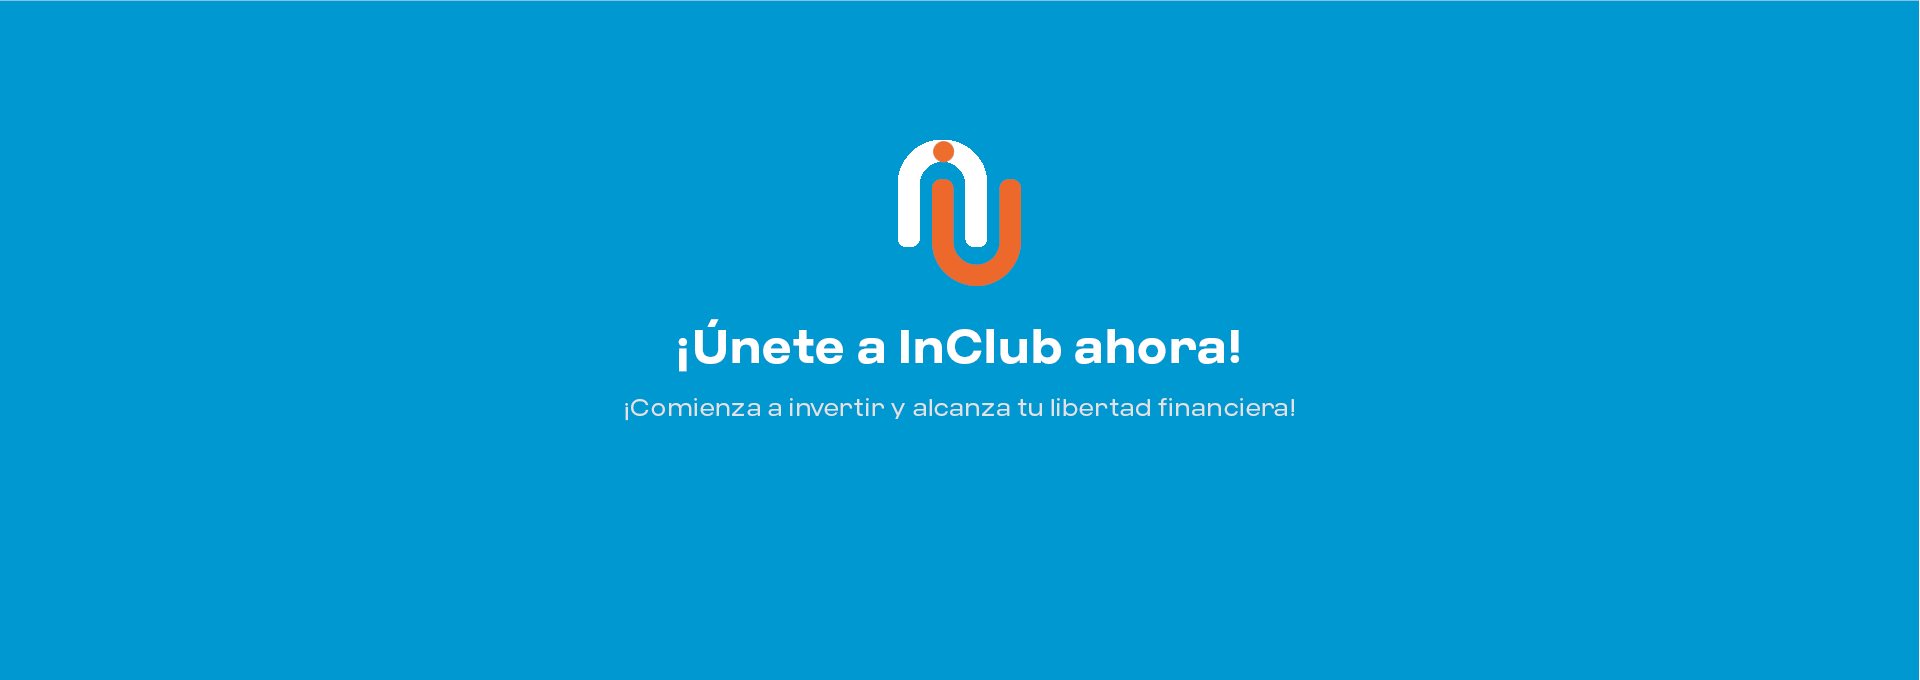 ¡Únete a InClub ahora!
¡Comienza a invertir y alcanza tu libertad financiera!